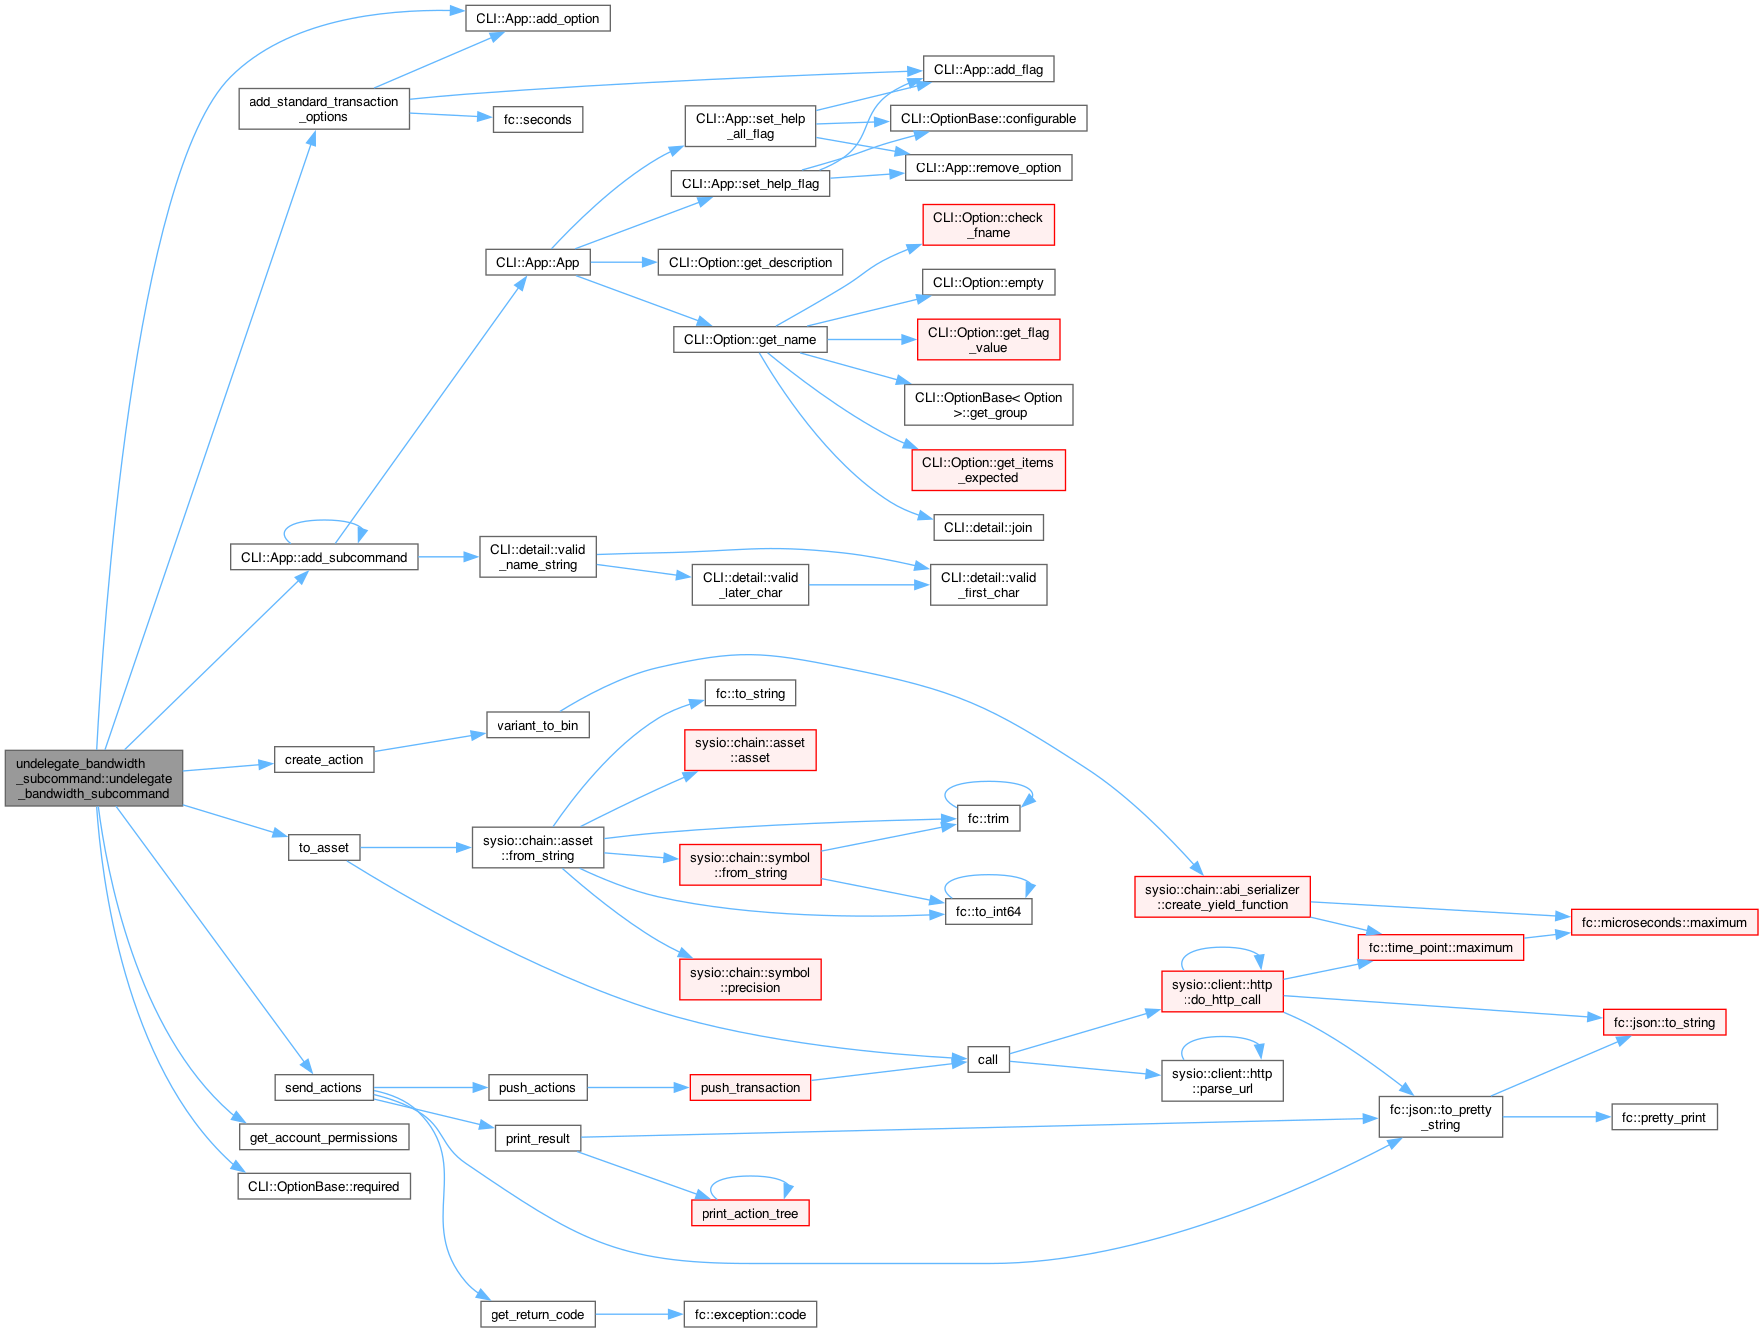 CLI::App::add_option
add_standard_transaction
_options
fc::seconds
CLI::App::add_flag
CLI::App::set_help
_all_flag
CLI::OptionBase::configurable
CLI::App::remove_option
CLI::App::set_help_flag
CLI::Option::check
_fname
CLI::App::App
CLI::Option::get_description
CLI::Option::empty
CLI::Option::get_name
CLI::Option::get_flag
_value
CLI::OptionBase< Option
>::get_group
CLI::Option::get_items
_expected
CLI::detail::join
CLI::App::add_subcommand
CLI::detail::valid
_name_string
CLI::detail::valid
_later_char
CLI::detail::valid
_first_char
undelegate_bandwidth
_subcommand::undelegate
_bandwidth_subcommand
create_action
variant_to_bin
fc::to_string
sysio::chain::asset
::asset
to_asset
sysio::chain::asset
::from_string
fc::trim
sysio::chain::symbol
::from_string
fc::to_int64
sysio::chain::symbol
::precision
sysio::chain::abi_serializer
::create_yield_function
fc::microseconds::maximum
fc::time_point::maximum
sysio::client::http
::do_http_call
fc::json::to_string
call
sysio::client::http
::parse_url
send_actions
push_actions
push_transaction
fc::json::to_pretty
_string
fc::pretty_print
get_account_permissions
print_result
CLI::OptionBase::required
print_action_tree
get_return_code
fc::exception::code